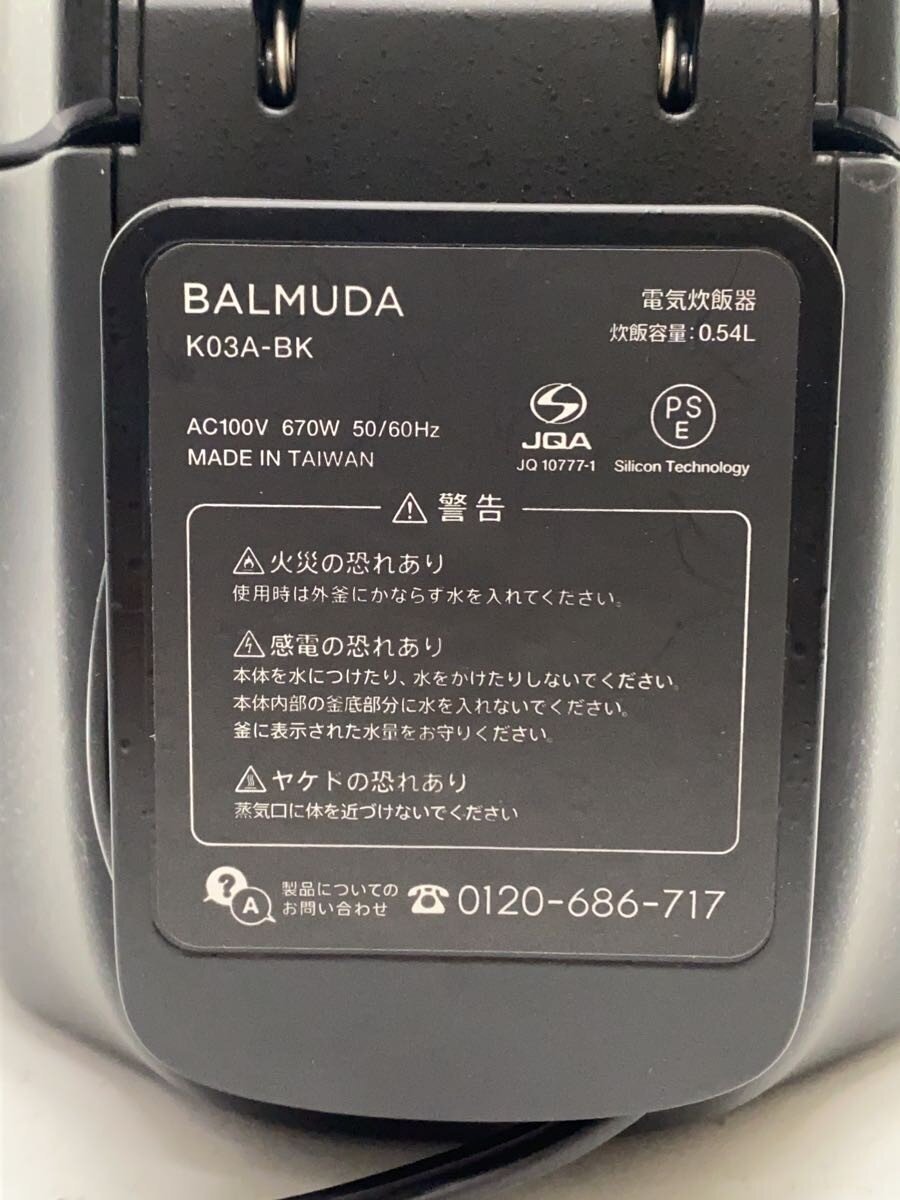 BALMUDA
K03A-BK
電気炊飯器
炊飯容量:0.54L
AC100V 670W 50/60Hz
MADE IN TAIWAN
JQA
JQ 10777-1
PS
E
Silicon Technology
警告
火災の恐れあり
使用時は外釜にかならず水を入れてください。
感電の恐れあり
本体を水につけたり、水をかけたりしないでください。
本体内部の釜底部分に水を入れないでください。
釜に表示された水量をお守りください。
ヤケドの恐れあり
蒸気口に体を近づけないでください
? A
製品についての
お問い合わせ
0120-686-717